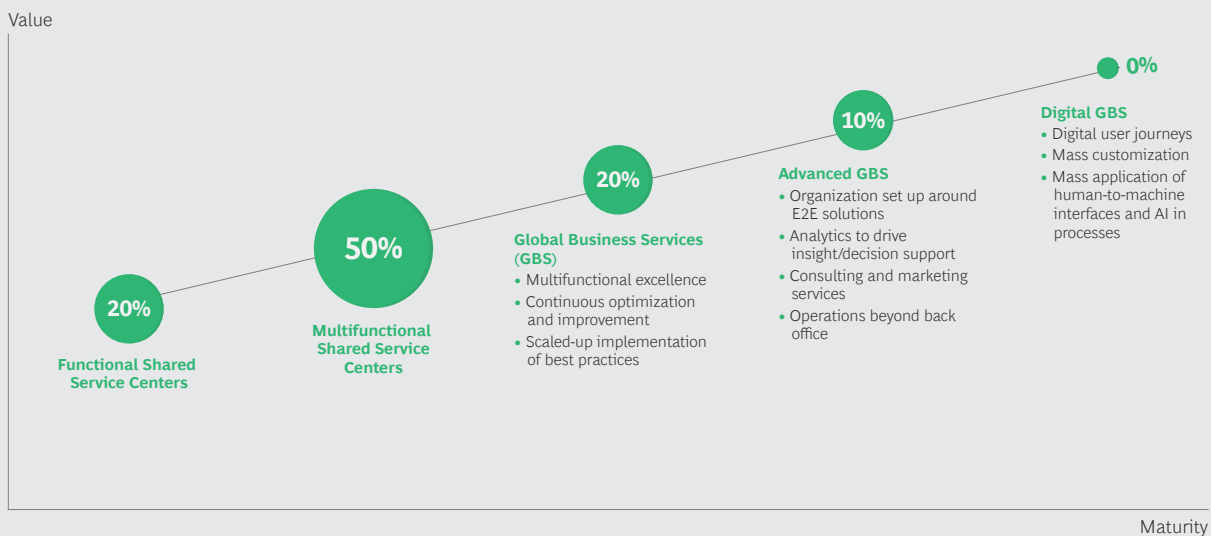 Value
20%
Functional Shared
Service Centers
50%
Multifunctional
Shared Service
Centers
20%
Global Business Services
(GBS)
• Multifunctional excellence
• Continuous optimization
and improvement
• Scaled-up implementation
of best practices
10%
Advanced GBS
• Organization set up around
E2E solutions
• Analytics to drive
insight/decision support
• Consulting and marketing
services
• Operations beyond back
office
0%
Digital GBS
• Digital user journeys
• Mass customization
• Mass application of
human-to-machine
interfaces and AI in
processes
Maturity